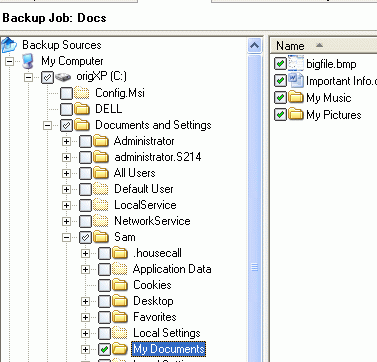 Backup Job: Docs
Backup Sources
My Computer
origXP (C:)
Config.Msi
DELL
Documents and Settings
Administrator
administrator.S214
All Users
Default User
LocalService
NetworkService
Sam
.housecall
Application Data
Cookies
Desktop
Favorites
Local Settings
My Documents
Name
bigfile.bmp
Important Info.
My Music
My Pictures